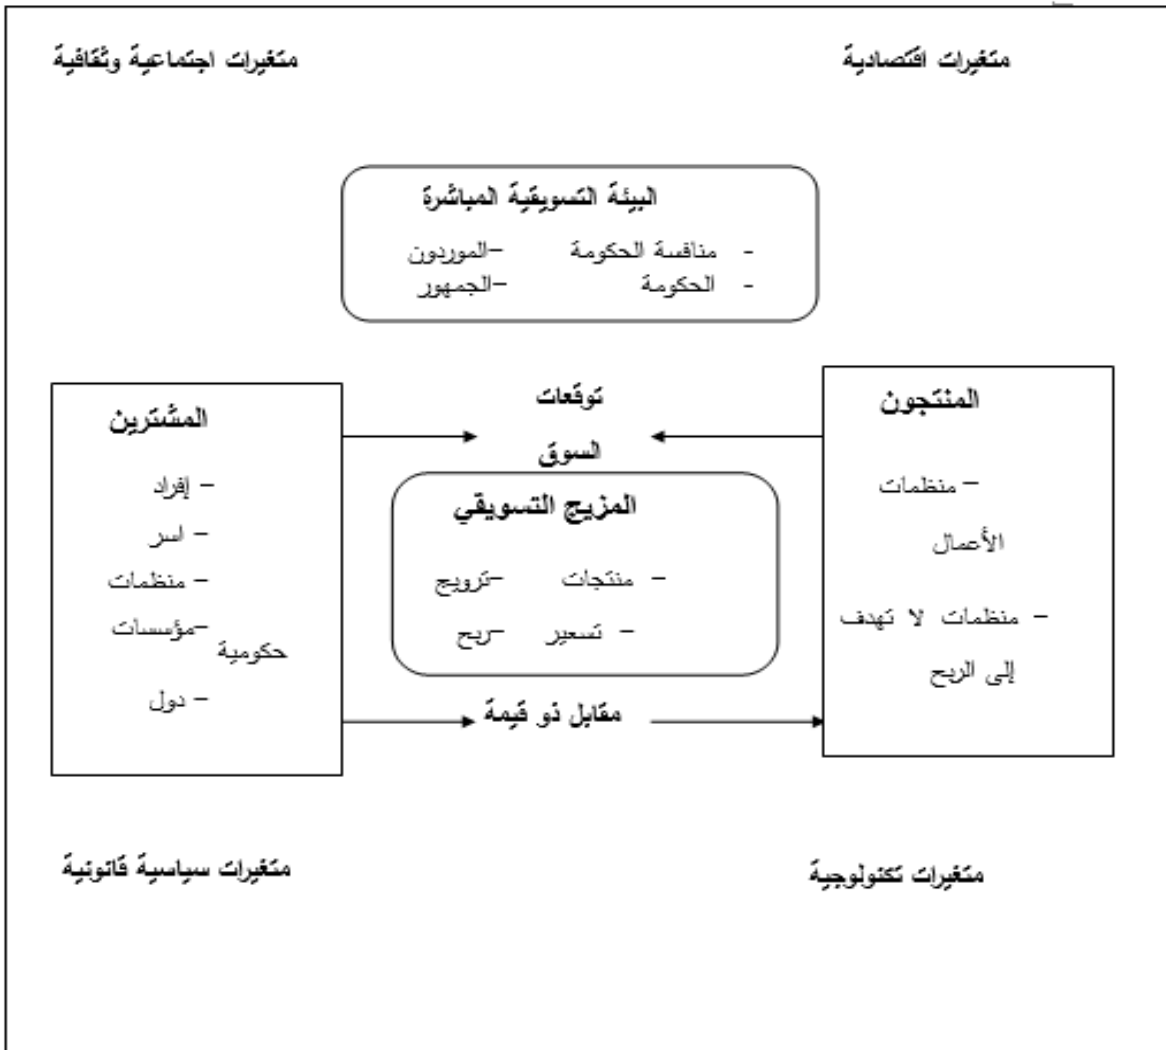 متغيرات اقتصادية
متغيرات اجتماعية وثقافية
البيئة التسويقية المباشرة
- منافسة الحكومة –الموردون
- الحكومة –الجمهور
المنتجون
– منظمات
الأعمال
– منظمات لا تهدف
إلى الربح
توقعات
السوق
المزيج التسويقي
– منتجات –ترويج
– تسعير –ربح
مقابل ذو قيمة
المشترين
– إفراد
– اسر
– منظمات
–مؤسسات
حكومية
– دول
متغيرات تكنولوجية
متغيرات سياسية قانونية